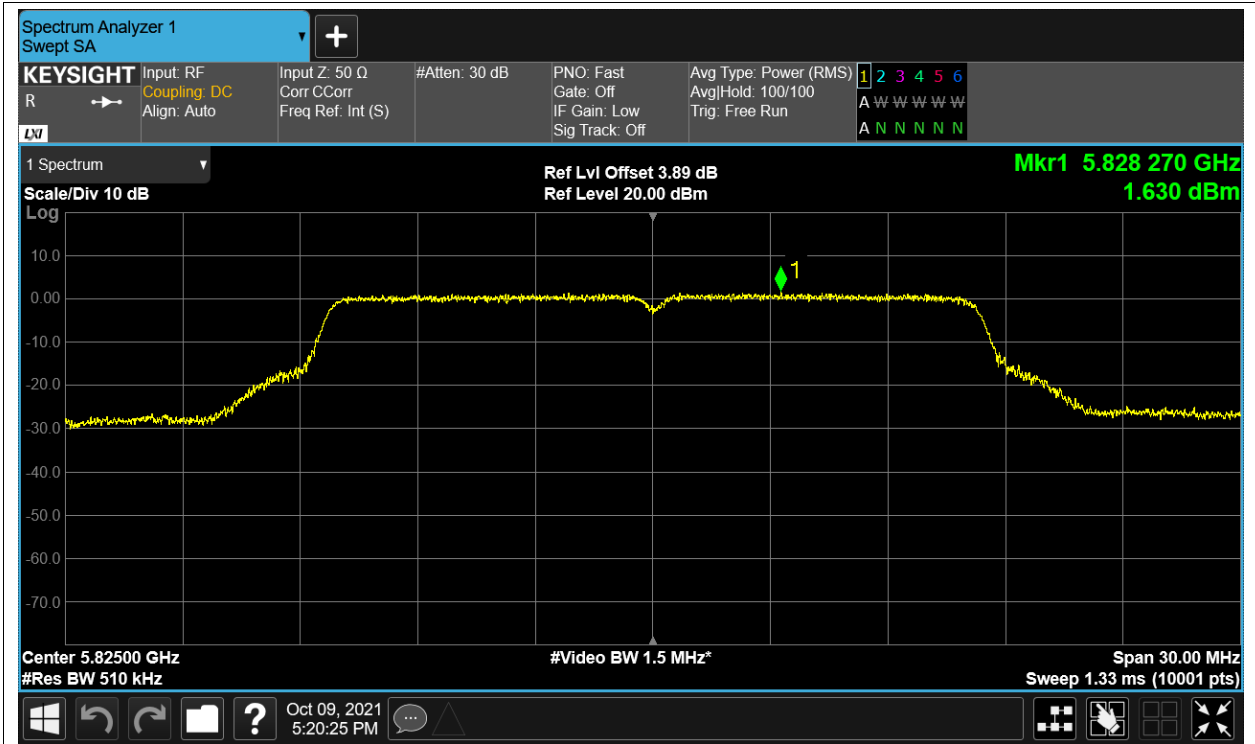 Spectrum Analyzer 1
Swept SA
+
KEYSIGHT
R
LXI
Input: RF
Coupling: DC
Align: Auto
Input Z: 50 Ω
Corr CCorr
Freq Ref: Int (S)
#Atten: 30 dB
PNO: Fast
Gate: Off
IF Gain: Low
Sig Track: Off
Avg Type: Power (RMS)
Avg|Hold: 100/100
Trig: Free Run
1 2 3 4 5 6
A W W W W W
A N N N N N
1 Spectrum
Scale/Div 10 dB
Log
Ref Lvl Offset 3.89 dB
Ref Level 20.00 dBm
Mkr1 5.828 270 GHz
1.630 dBm
1
10.0
0.00
-10.0
-20.0
-30.0
-40.0
-50.0
-60.0
-70.0
Center 5.82500 GHz
#Res BW 510 kHz
#Video BW 1.5 MHz*
Span 30.00 MHz
Sweep 1.33 ms (10001 pts)
?
Oct 09, 2021
5:20:25 PM